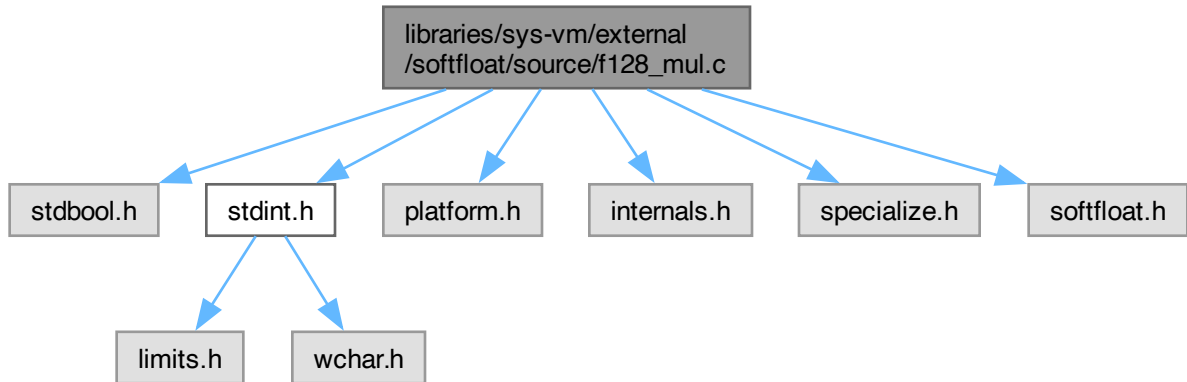 libraries/sys-vm/external
/softfloat/source/f128_mul.c
stdbool.h
stdint.h
platform.h
internals.h
specialize.h
softfloat.h
limits.h
wchar.h